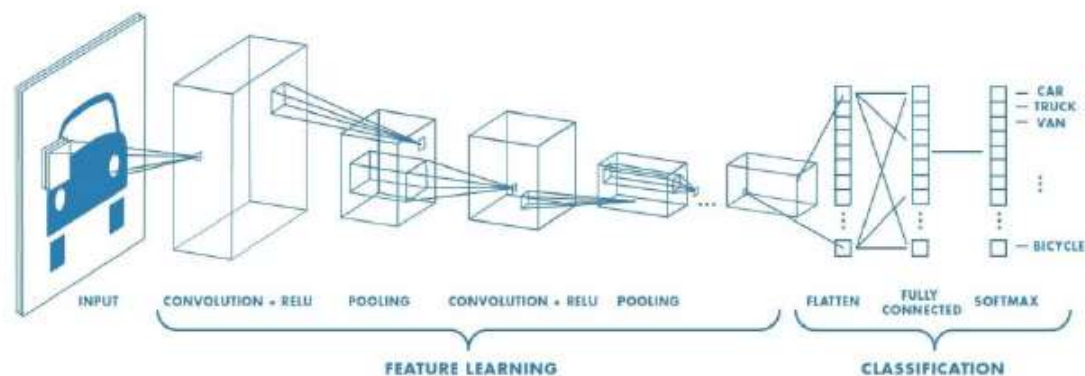 CAR
TRUCK
VAN
BICYCLE
INPUT
CONVOLUTION + RELU
POOLING
CONVOLUTION + RELU
POOLING
FLATTEN
FULLY
CONNECTED
SOFTMAX
FEATURE LEARNING
CLASSIFICATION